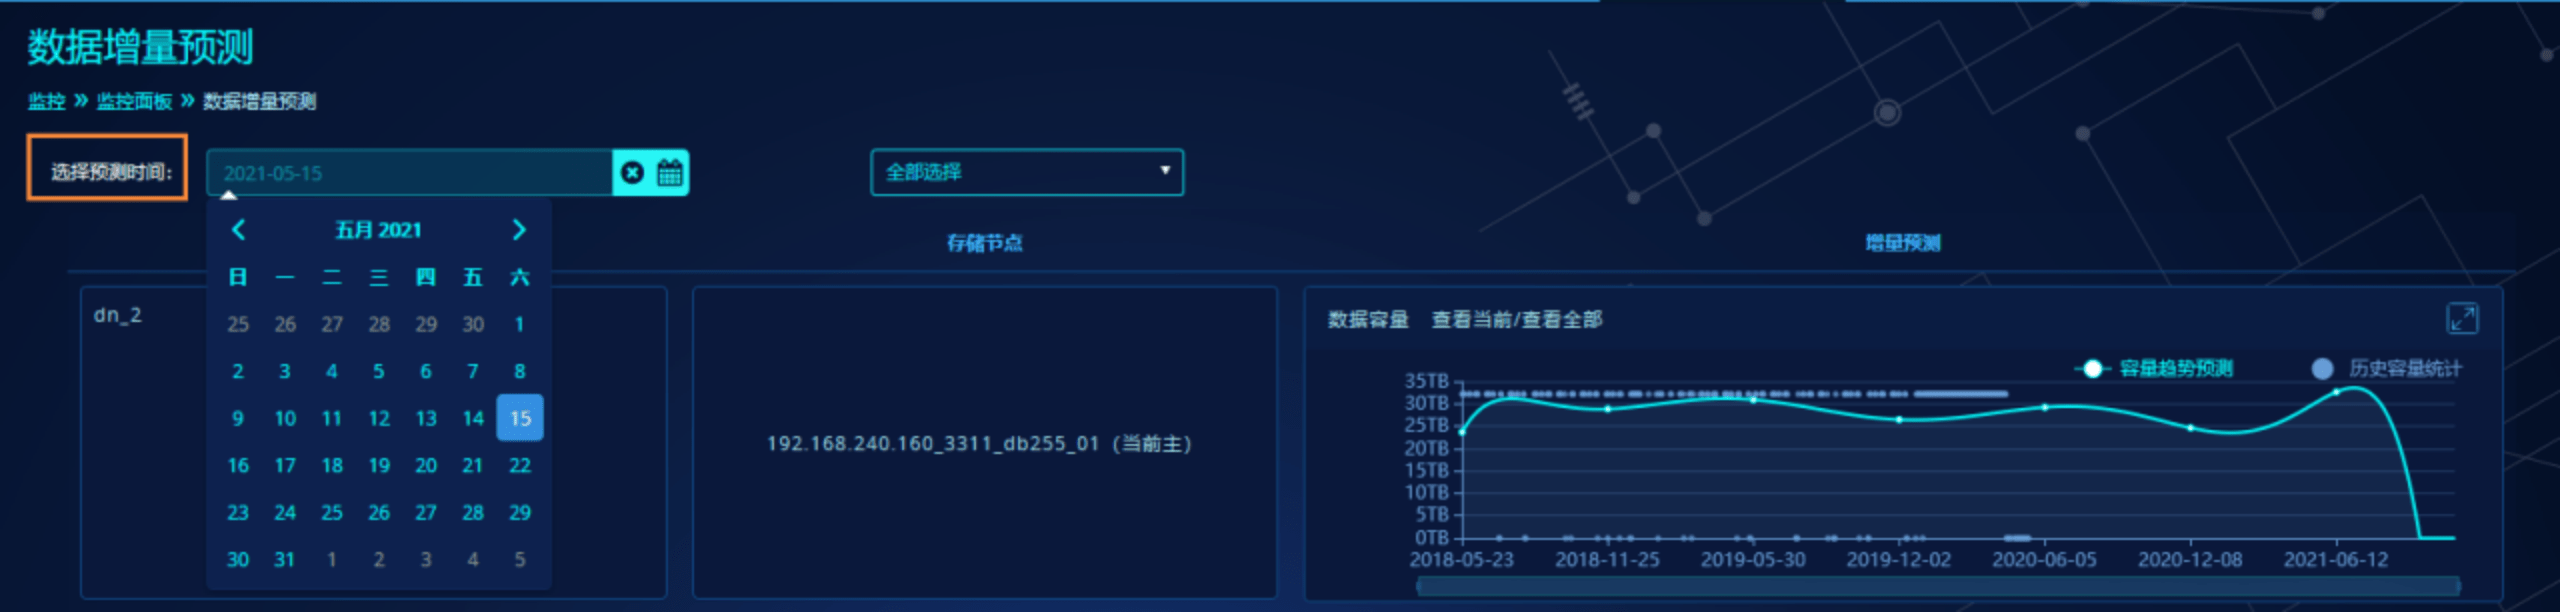 数据增量预测
监控 » 监控面板 » 数据增量预测
选择预测时间:
2021-05-15
全部选择
五月 2021
日 一 二 三 四 五 六
25 26 27 28 29 30 1
2 3 4 5 6 7 8
9 10 11 12 13 14 15
16 17 18 19 20 21 22
23 24 25 26 27 28 29
30 31 1 2 3 4 5
存储节点
增量预测
dn_2
192.168.240.160_3311_db255_01（当前主）
数据容量 查看当前/查看全部
容量趋势预测 历史容量统计
35TB
30TB
25TB
20TB
15TB
10TB
5TB
0TB
2018-05-23 2018-11-25 2019-05-30 2019-12-02 2020-06-05 2020-12-08 2021-06-12